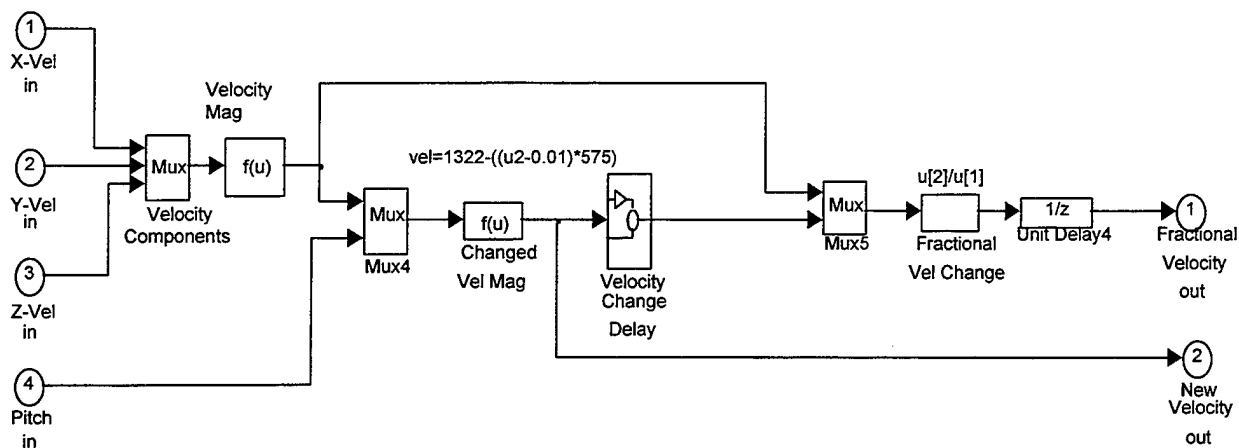 1
X-Vel
in
2
Y-Vel
in
3
Z-Vel
in
4
Pitch
in
Mux
Velocity
Components
Velocity
Mag
f(u)
Mux
Mux4
vel=1322-((u2-0.01)*575)
f(u)
Changed
Vel Mag
Velocity
Change
Delay
Mux
Mux5
u[2]/u[1]
Fractional
Vel Change
1/z
Unit Delay4
1
Fractional
Velocity
out
2
New
Velocity
out